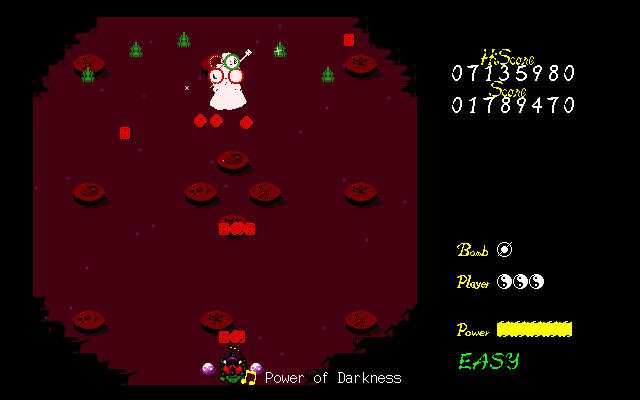 HiScore
07135980
Score
01789470
Bomb
Player
Power
EASY
Power of Darkness